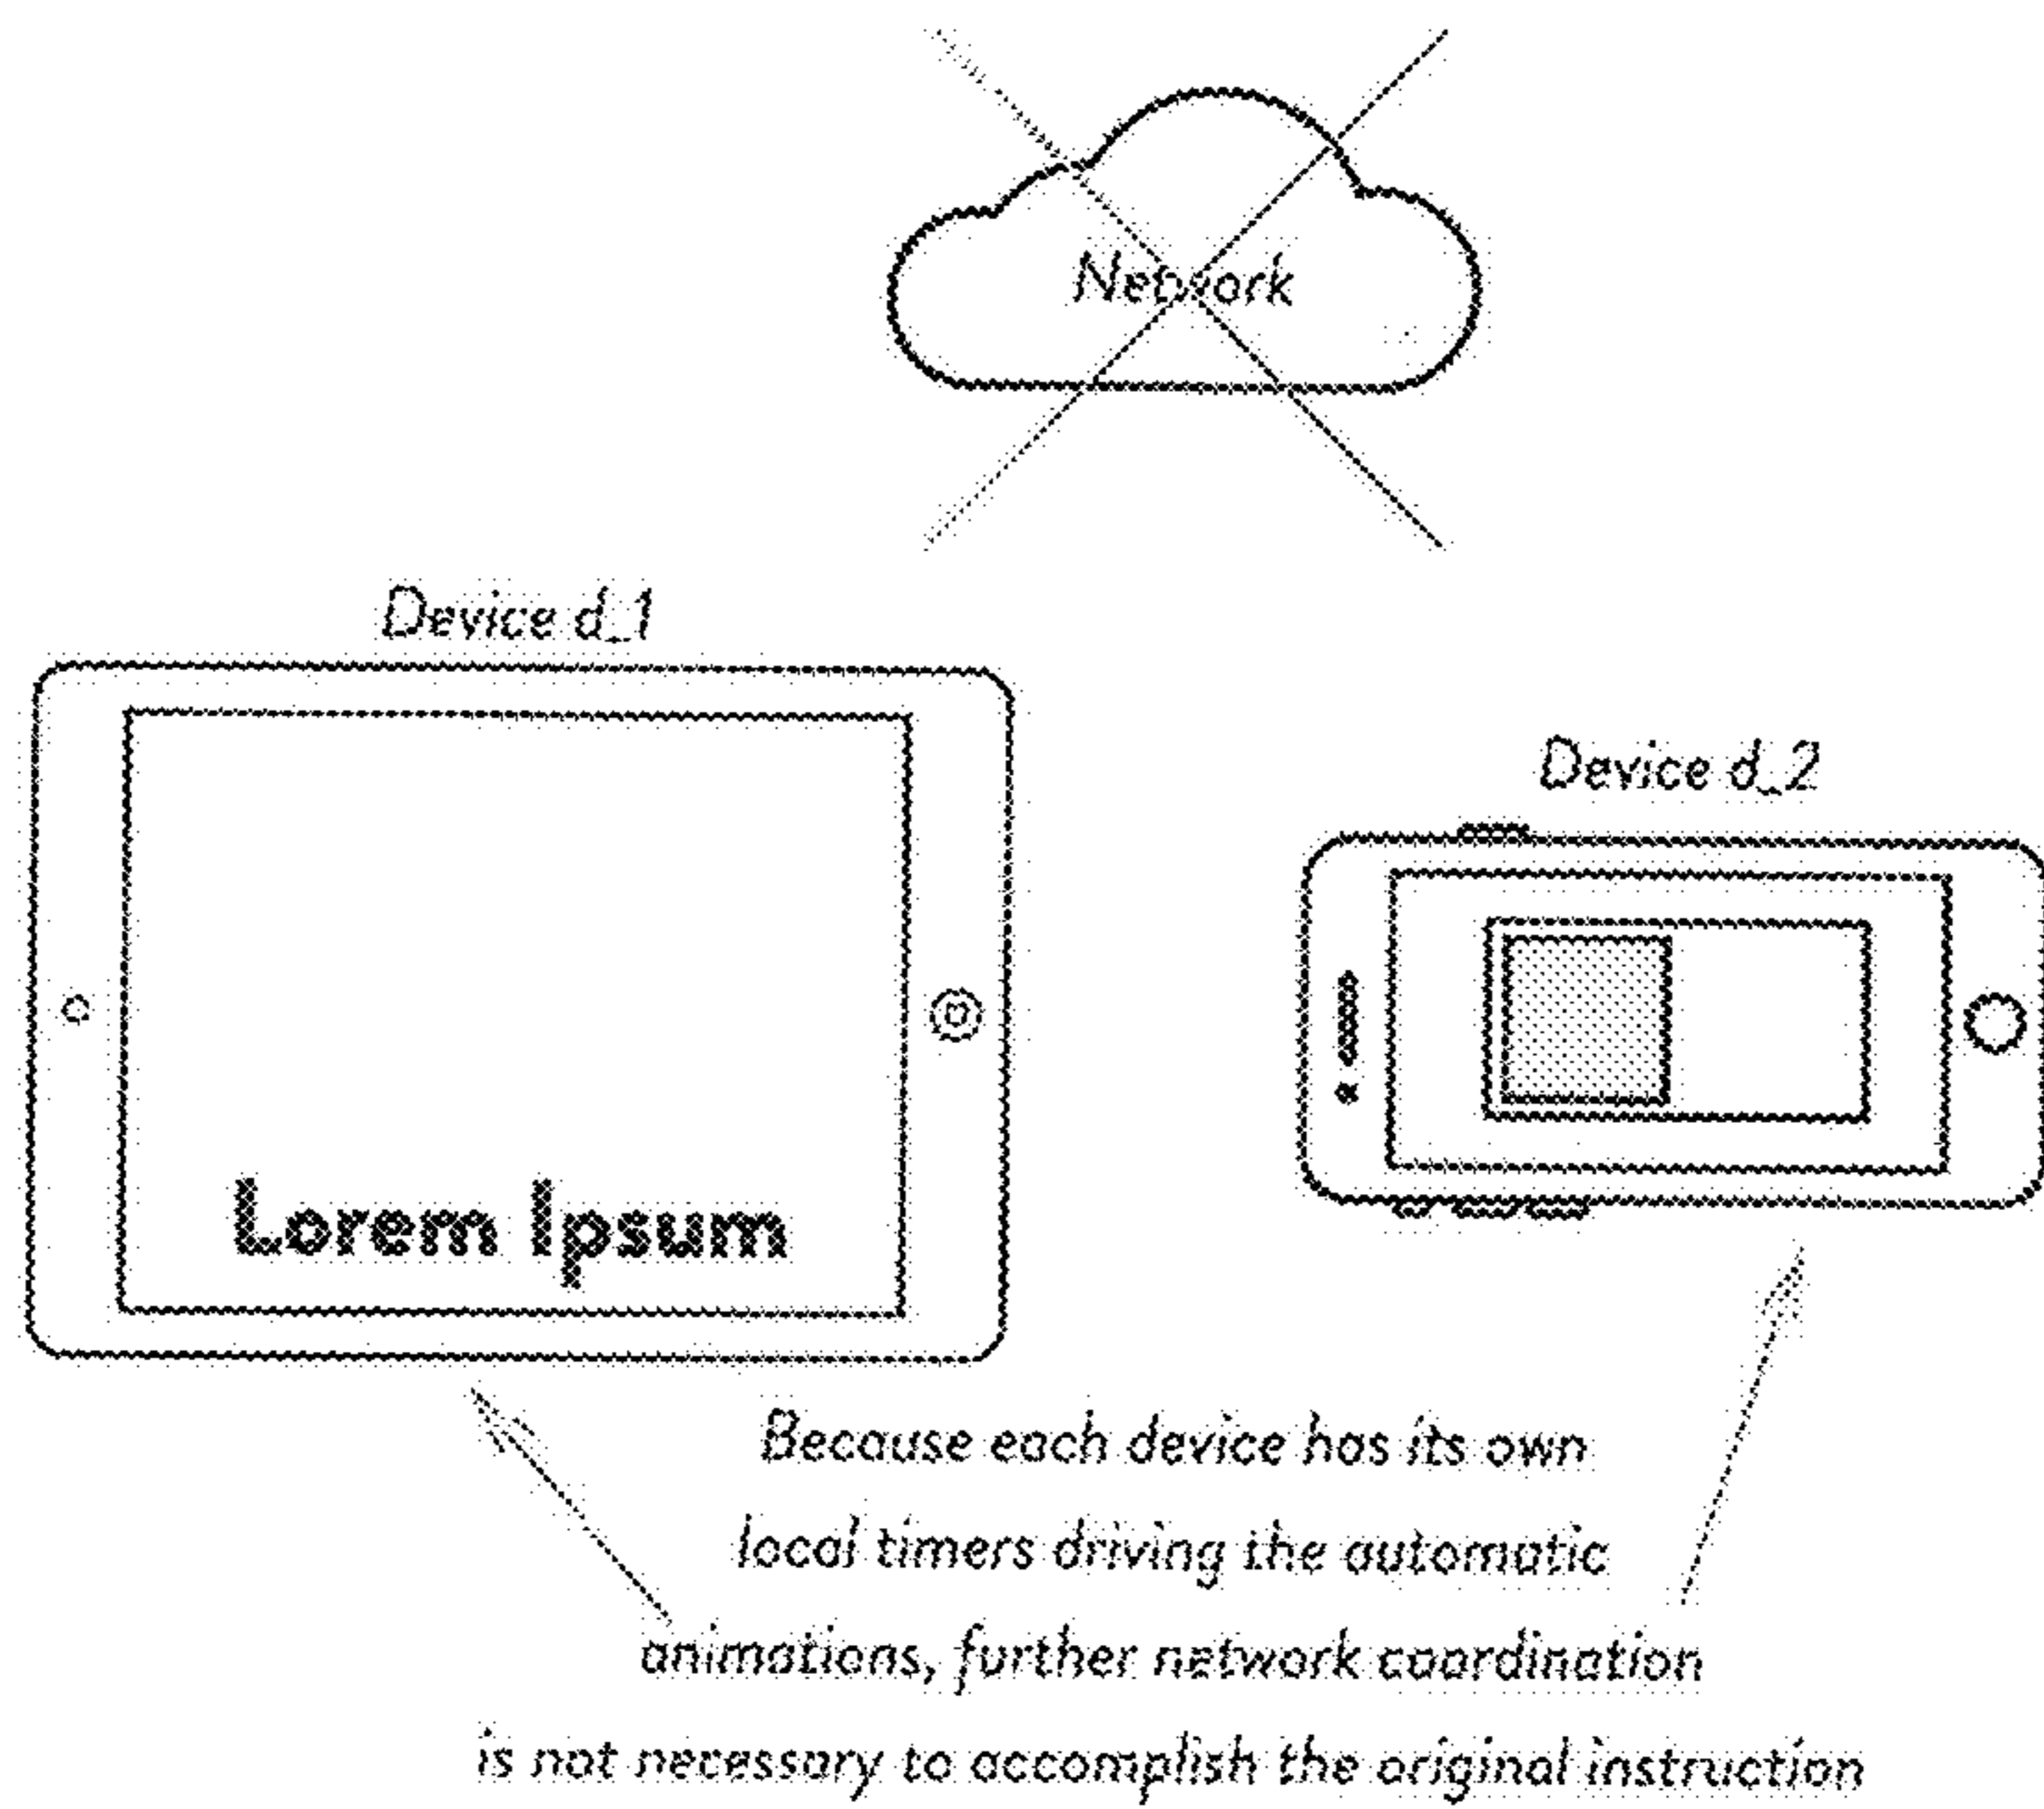 Network
Device d_1
Device d_2
Lorem Ipsum
Because each device has its own
local timers driving the automatic
animations, further network coordination
is not necessary to accomplish the original instruction